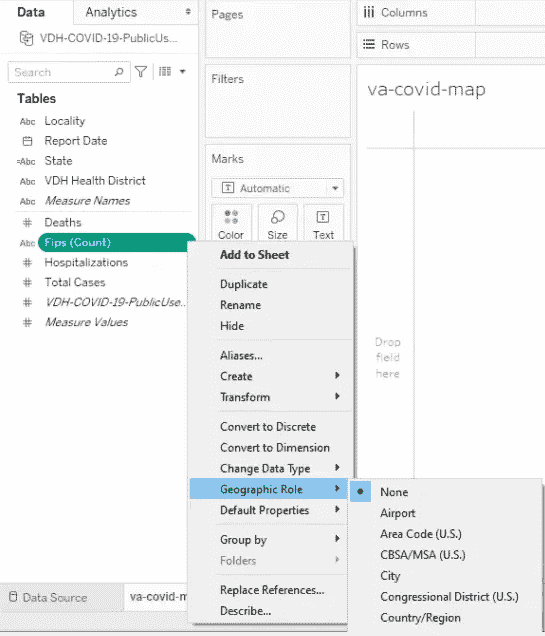 Data
Analytics
VDH-COVID-19-PublicUs...
Search
Tables
Abc Locality
Report Date
=Abc State
Abc VDH Health District
Abc Measure Names
# Deaths
Abc Fips (Count)
# Hospitalizations
# Total Cases
# VDH-COVID-19-PublicUse...
# Measure Values
Data Source
va-covid-m
Pages
Filters
Marks
T Automatic
Color
Size
T
Text
iii Columns
Rows
va-covid-map
Drop
field
here
Add to Sheet
Duplicate
Rename
Hide
Aliases...
Create
Transform
Convert to Discrete
Convert to Dimension
Change Data Type
Geographic Role
Default Properties
Group by
Folders
Replace References...
Describe...
None
Airport
Area Code (U.S.)
CBSA/MSA (U.S.)
City
Congressional District (U.S.)
Country/Region